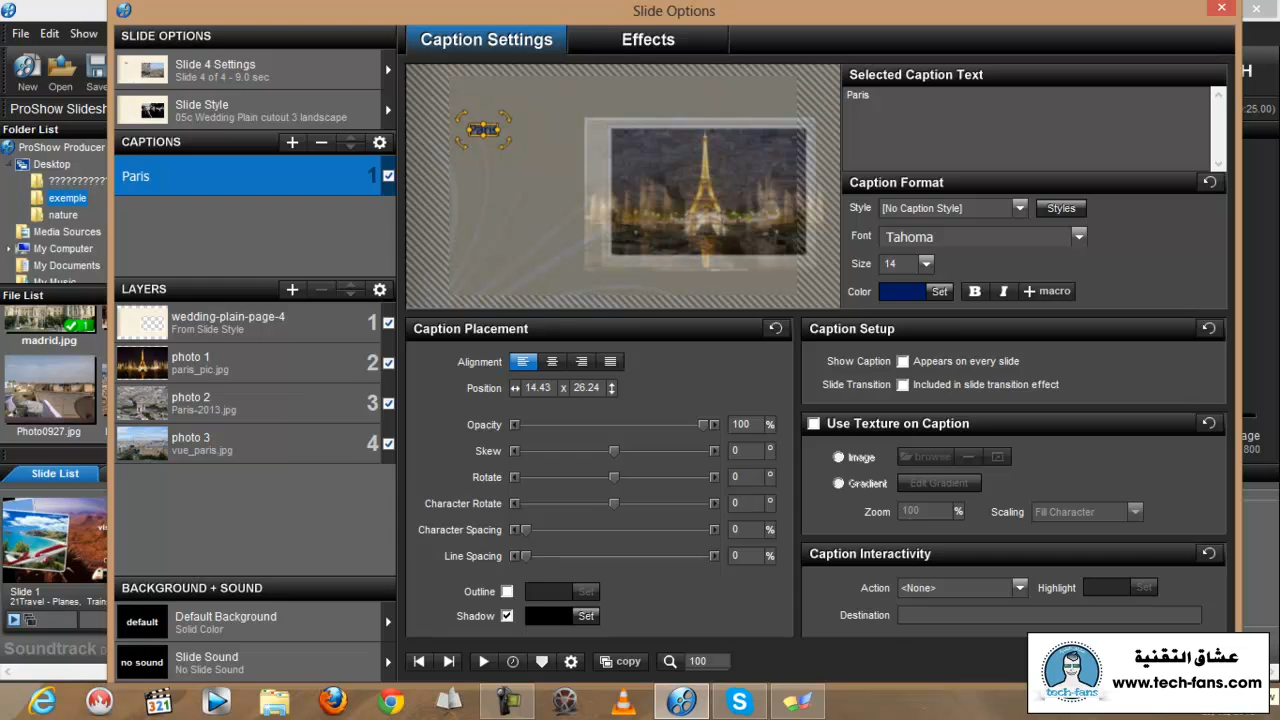 Slide Options
File Edit Show
New Open Save
ProShow Slidesh
Folder List
ProShow Producer
Desktop
exemple
nature
Media Sources
My Computer
My Documents
File List
madrid.jpg
Photo0927.jpg
Slide List
Slide 1
21Travel - Planes, Train
Soundtrack
SLIDE OPTIONS
Slide 4 Settings
Slide 4 of 4 - 9.0 sec
Slide Style
05c Wedding Plain cutout 3 landscape
CAPTIONS
Paris 1
LAYERS
wedding-plain-page-4
From Slide Style
1
photo 1
paris_pic.jpg
2
photo 2
Paris-2013.jpg
3
photo 3
vue_paris.jpg
4
BACKGROUND + SOUND
default
Default Background
Solid Color
no sound
Slide Sound
No Slide Sound
Caption Settings Effects
Paris
Selected Caption Text
Paris
Caption Format
Style [No Caption Style] Styles
Font Tahoma
Size 14
Color Set B I + macro
Caption Placement
Alignment
Position 14.43 x 26.24
Opacity 100 %
Skew 0 °
Rotate 0 °
Character Rotate 0 °
Character Spacing 0 %
Line Spacing 0 %
Outline Set
Shadow Set
Caption Setup
Show Caption Appears on every slide
Slide Transition Included in slide transition effect
Use Texture on Caption
Image browse
Gradient Edit Gradient
Zoom 100 % Scaling Fill Character
Caption Interactivity
Action <None> Highlight Set
Destination
copy 100
H
25.00)
age
800
321
عشاق التقنية
www.tech-fans.com
tech-fans